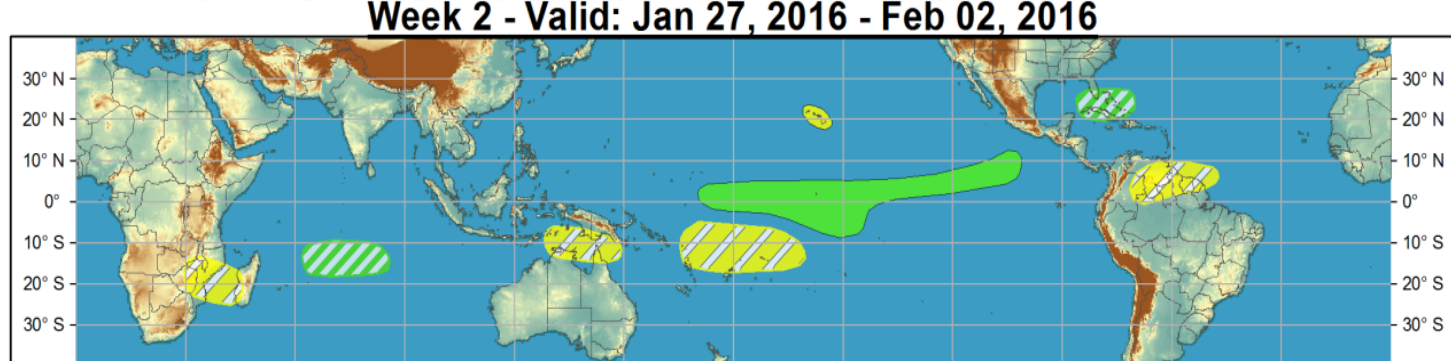 Week 2 - Valid: Jan 27, 2016 - Feb 02, 2016
30° N 30° N
20° N 20° N
10° N 10° N
0° 0°
10° S 10° S
20° S 20° S
30° S 30° S